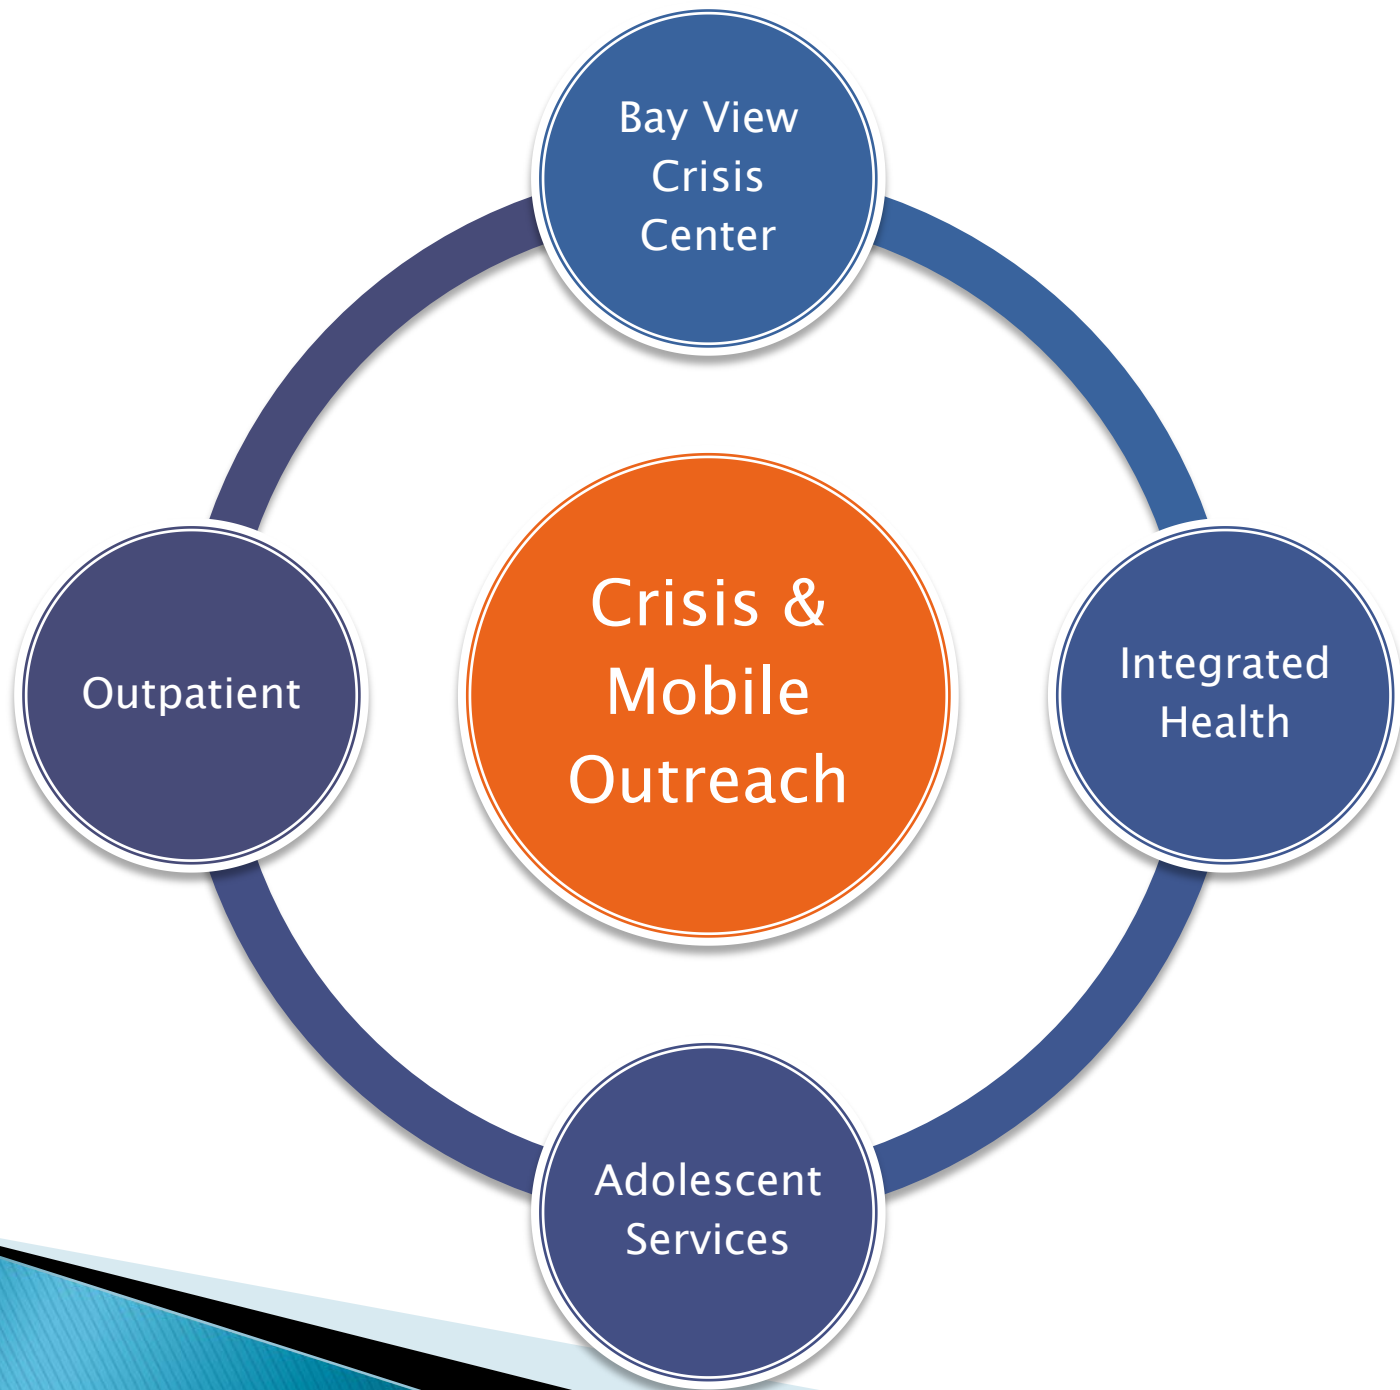 Bay View
Crisis
Center
Outpatient
Crisis &
Mobile
Outreach
Integrated
Health
Adolescent
Services